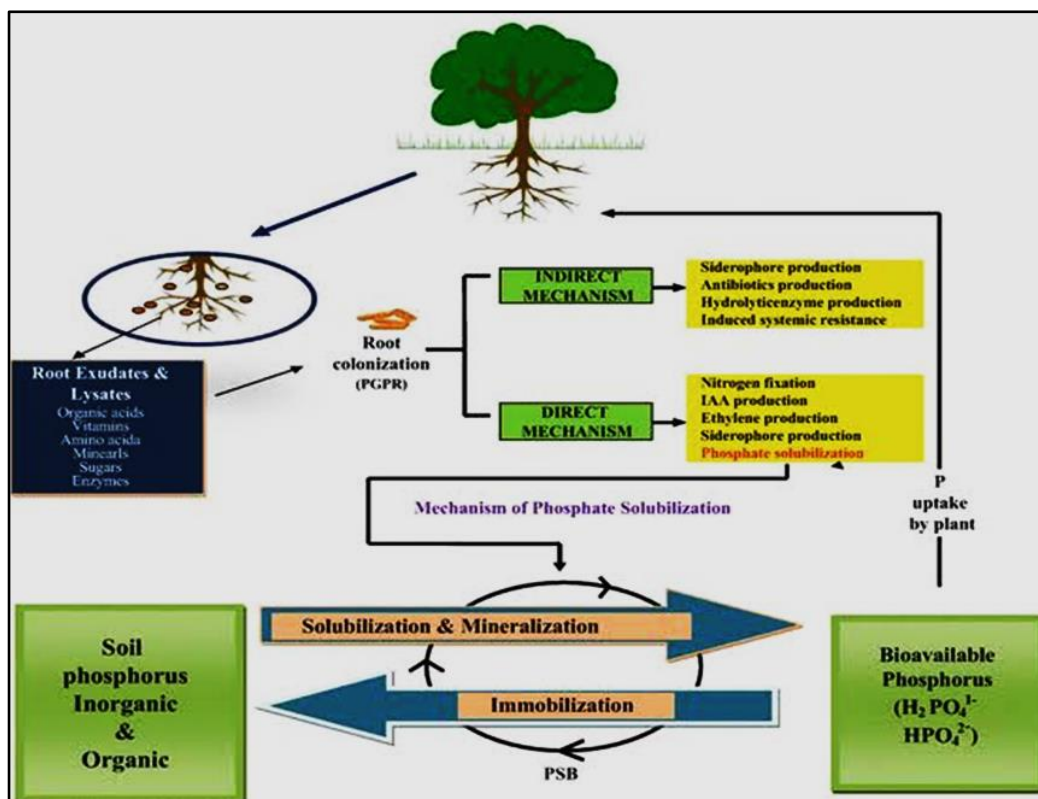 INDIRECT
MECHANISM
Siderophore production
Antibiotics production
Hydrolyticenzyme production
Induced systemic resistance
Root
colonization
(PGPR)
Root Exudates &
Lysates
Organic acids
Vitamins
Amino acida
Minearls
Sugars
Enzymes
DIRECT
MECHANISM
Nitrogen fixation
IAA production
Ethylene production
Siderophore production
Phosphate solubilization
P
uptake
by plant
Mechanism of Phosphate Solubilization
Soil
phosphorus
Inorganic
&
Organic
Solubilization & Mineralization
Immobilization
PSB
Bioavailable
Phosphorus
(H₂ PO₄¹⁻
HPO₄²⁻)